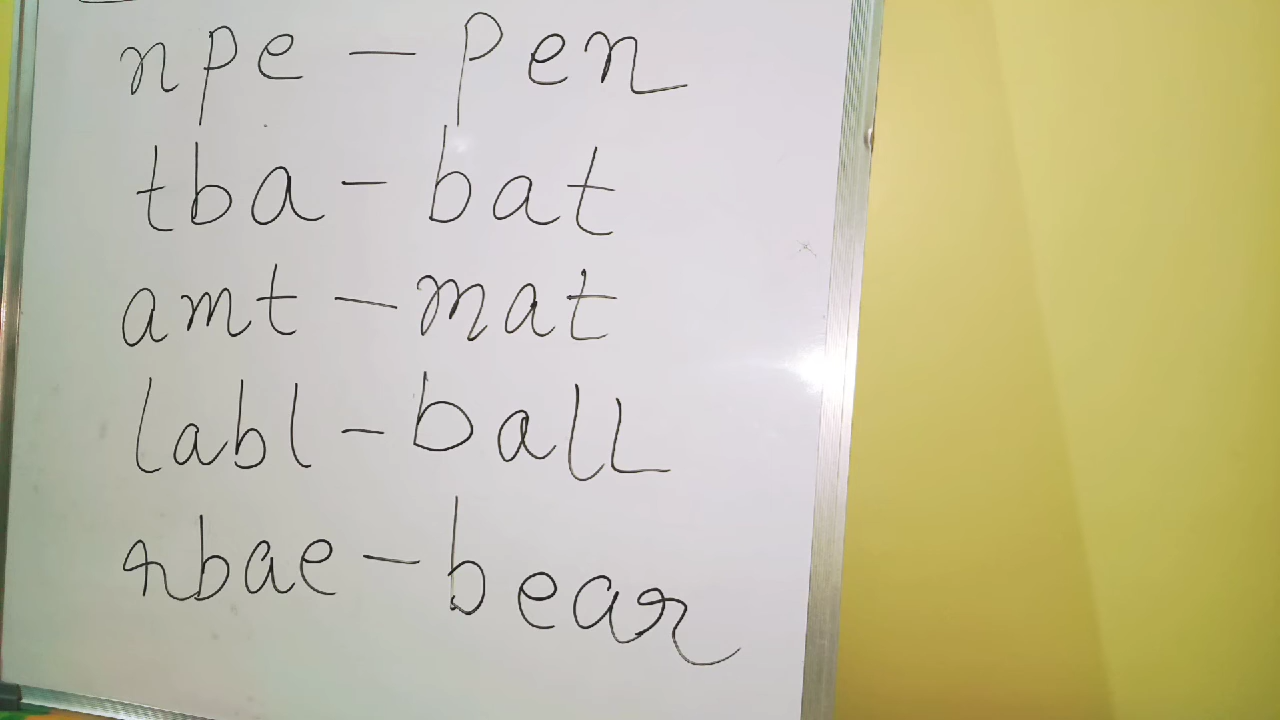 npe - pen
tba - bat
amt - mat
labl - ball
rbae - bear